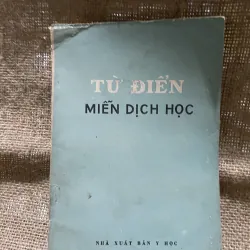 TỪ ĐIỂN
MIỄN DỊCH HỌC
NHÀ XUẤT BẢN Y HỌC